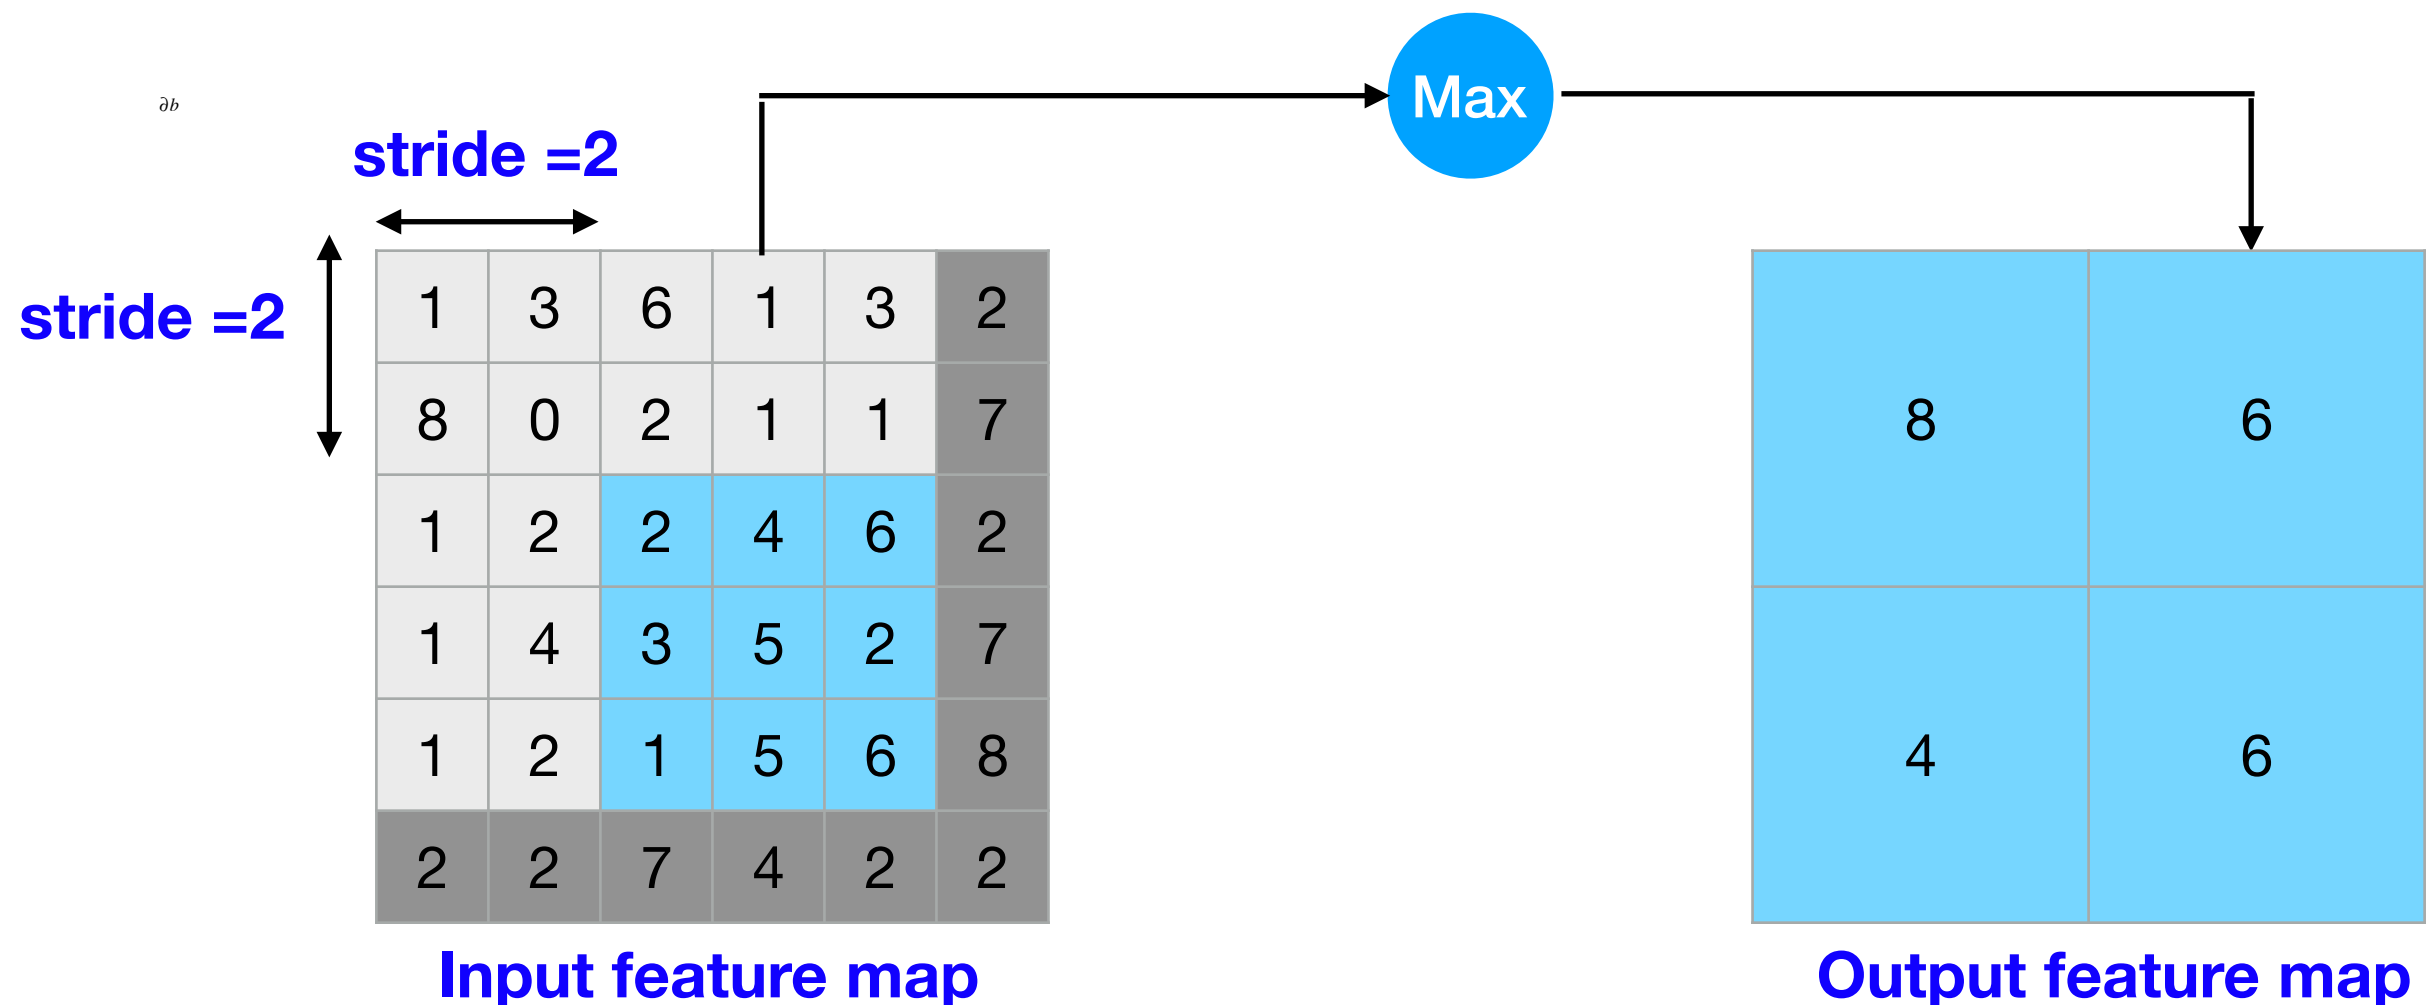 Max
∂b
stride =2
stride =2
1 3 6 1 3 2
8 0 2 1 1 7
1 2 2 4 6 2
1 4 3 5 2 7
1 2 1 5 6 8
2 2 7 4 2 2
8 6
4 6
Input feature map
Output feature map